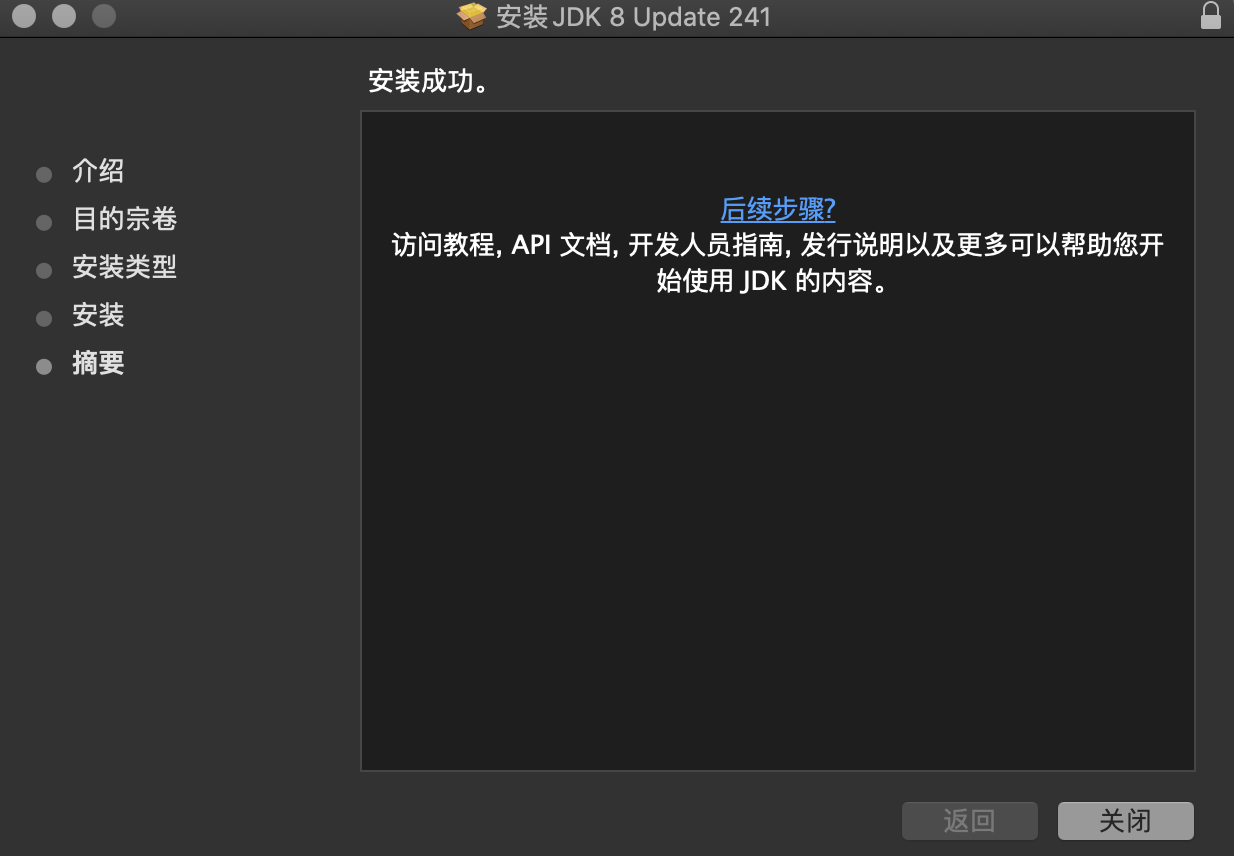 安装JDK 8 Update 241
安装成功。
介绍
目的宗卷
安装类型
安装
摘要
后续步骤?
访问教程, API 文档, 开发人员指南, 发行说明以及更多可以帮助您开
始使用 JDK 的内容。
返回
关闭